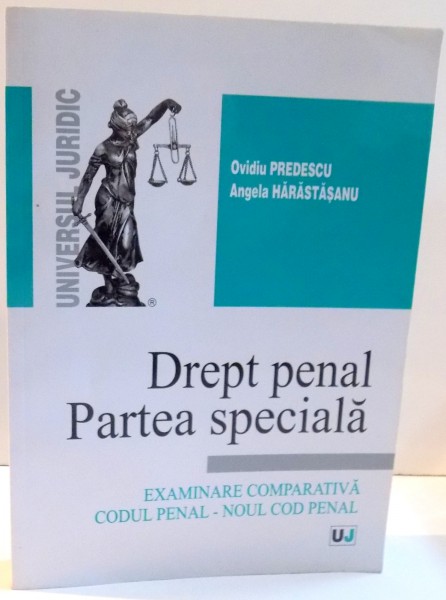 UNIVERSUL JURIDIC
®
Ovidiu PREDESCU
Angela HĂRĂSTĂŞANU
Drept penal
Partea specială
EXAMINARE COMPARATIVĂ
CODUL PENAL - NOUL COD PENAL
UJ